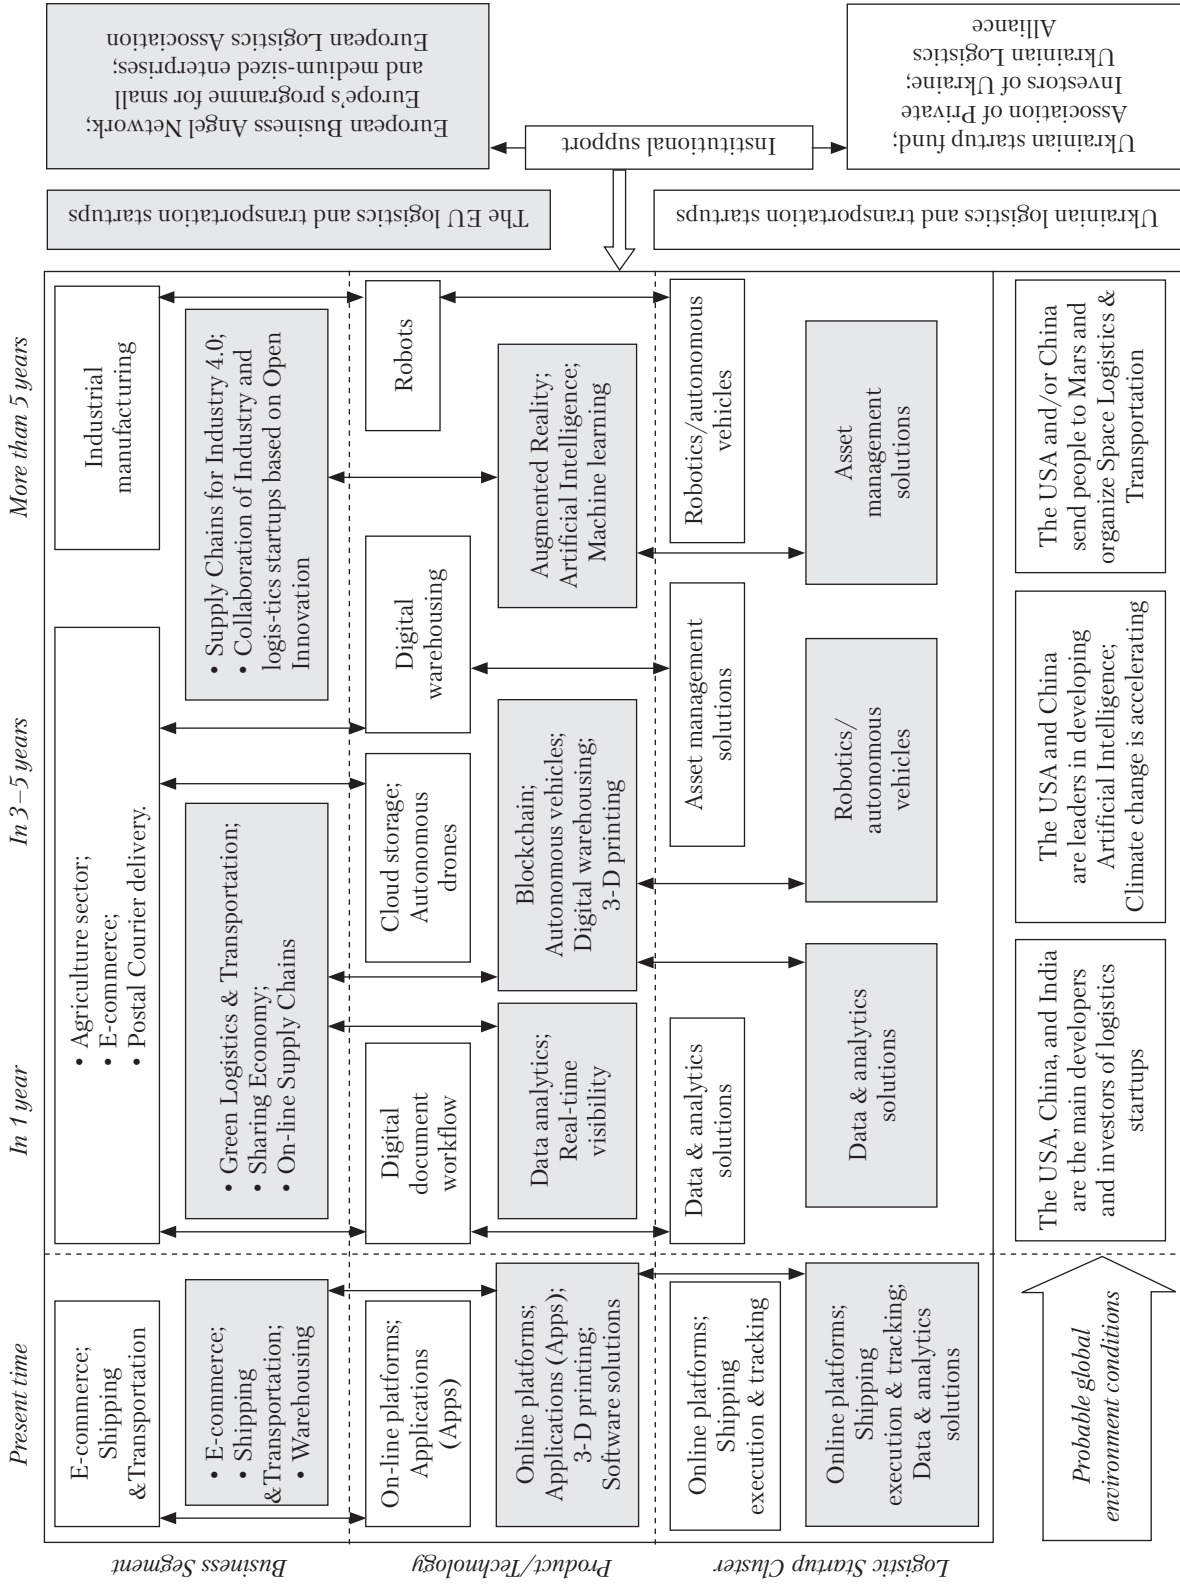 Present time
In 1 year
In 3–5 years
More than 5 years
Business Segment
E-commerce;
Shipping
&Transportation
• Agriculture sector;
• E-commerce;
• Postal Courier delivery.
Industrial
manufacturing
• E-commerce;
• Shipping
&Transportation;
• Warehousing
• Green Logistics & Transportation;
• Sharing Economy;
• On-line Supply Chains
• Supply Chains for Industry 4.0;
• Collaboration of Industry and
logis-tics startups based on Open
Innovation
Product/Technology
On-line platforms;
Applications
(Apps)
Digital
document
workflow
Cloud storage;
Autonomous
drones
Digital
warehousing
Robots
Online platforms;
Applications (Apps);
3-D printing;
Software solutions
Data analytics;
Real-time
visibility
Blockchain;
Autonomous vehicles;
Digital warehousing;
3-D printing
Augmented Reality;
Artificial Intelligence;
Machine learning
Logistic Startup Cluster
Online platforms;
Shipping
execution & tracking
Data & analytics
solutions
Asset management
solutions
Robotics/autonomous
vehicles
Online platforms;
Shipping
execution & tracking;
Data & analytics
solutions
Data & analytics
solutions
Robotics/
autonomous
vehicles
Asset
management
solutions
Probable global
environment conditions
The USA, China, and India
are the main developers
and investors of logistics
startups
The USA and China
are leaders in developing
Artificial Intelligence;
Climate change is accelerating
The USA and/or China
send people to Mars and
organize Space Logistics &
Transportation
The EU logistics and transportation startups
Ukrainian logistics and transportation startups
European Business Angel Network;
Europe's programme for small
and medium-sized enterprises;
European Logistics Association
Institutional support
Ukrainian startup fund;
Association of Private
Investors of Ukraine;
Ukrainian Logistics
Alliance